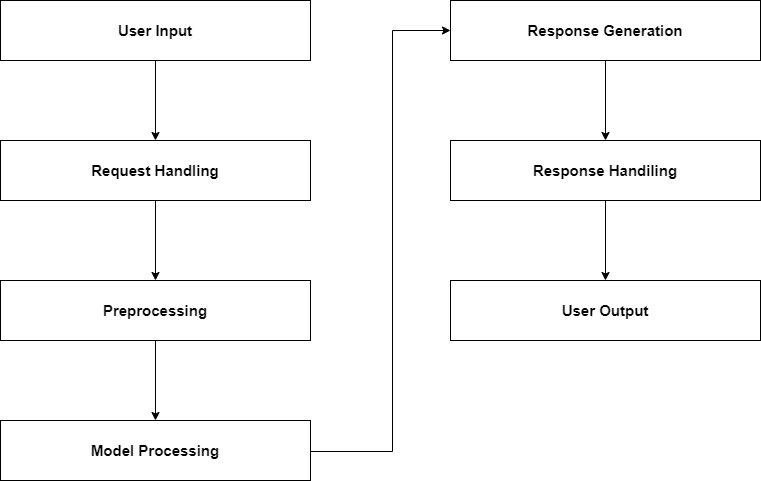 User Input
Request Handling
Preprocessing
Model Processing
Response Generation
Response Handiling
User Output